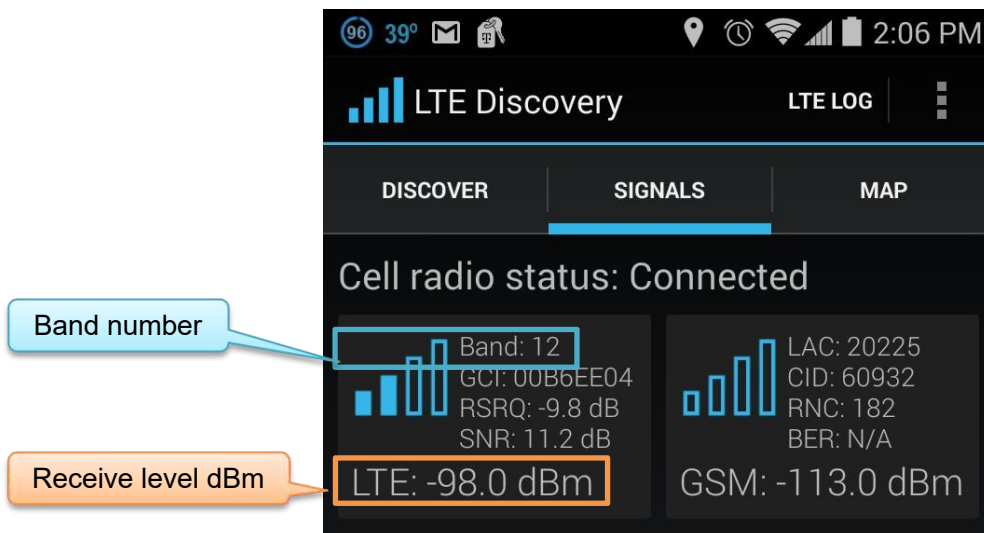 96 39° 2:06 PM
LTE Discovery LTE LOG
DISCOVER SIGNALS MAP
Cell radio status: Connected
Band number
Band: 12
GCI: 00B6EE04
RSRQ: -9.8 dB
SNR: 11.2 dB
LAC: 20225
CID: 60932
RNC: 182
BER: N/A
Receive level dBm
LTE: -98.0 dBm
GSM: -113.0 dBm